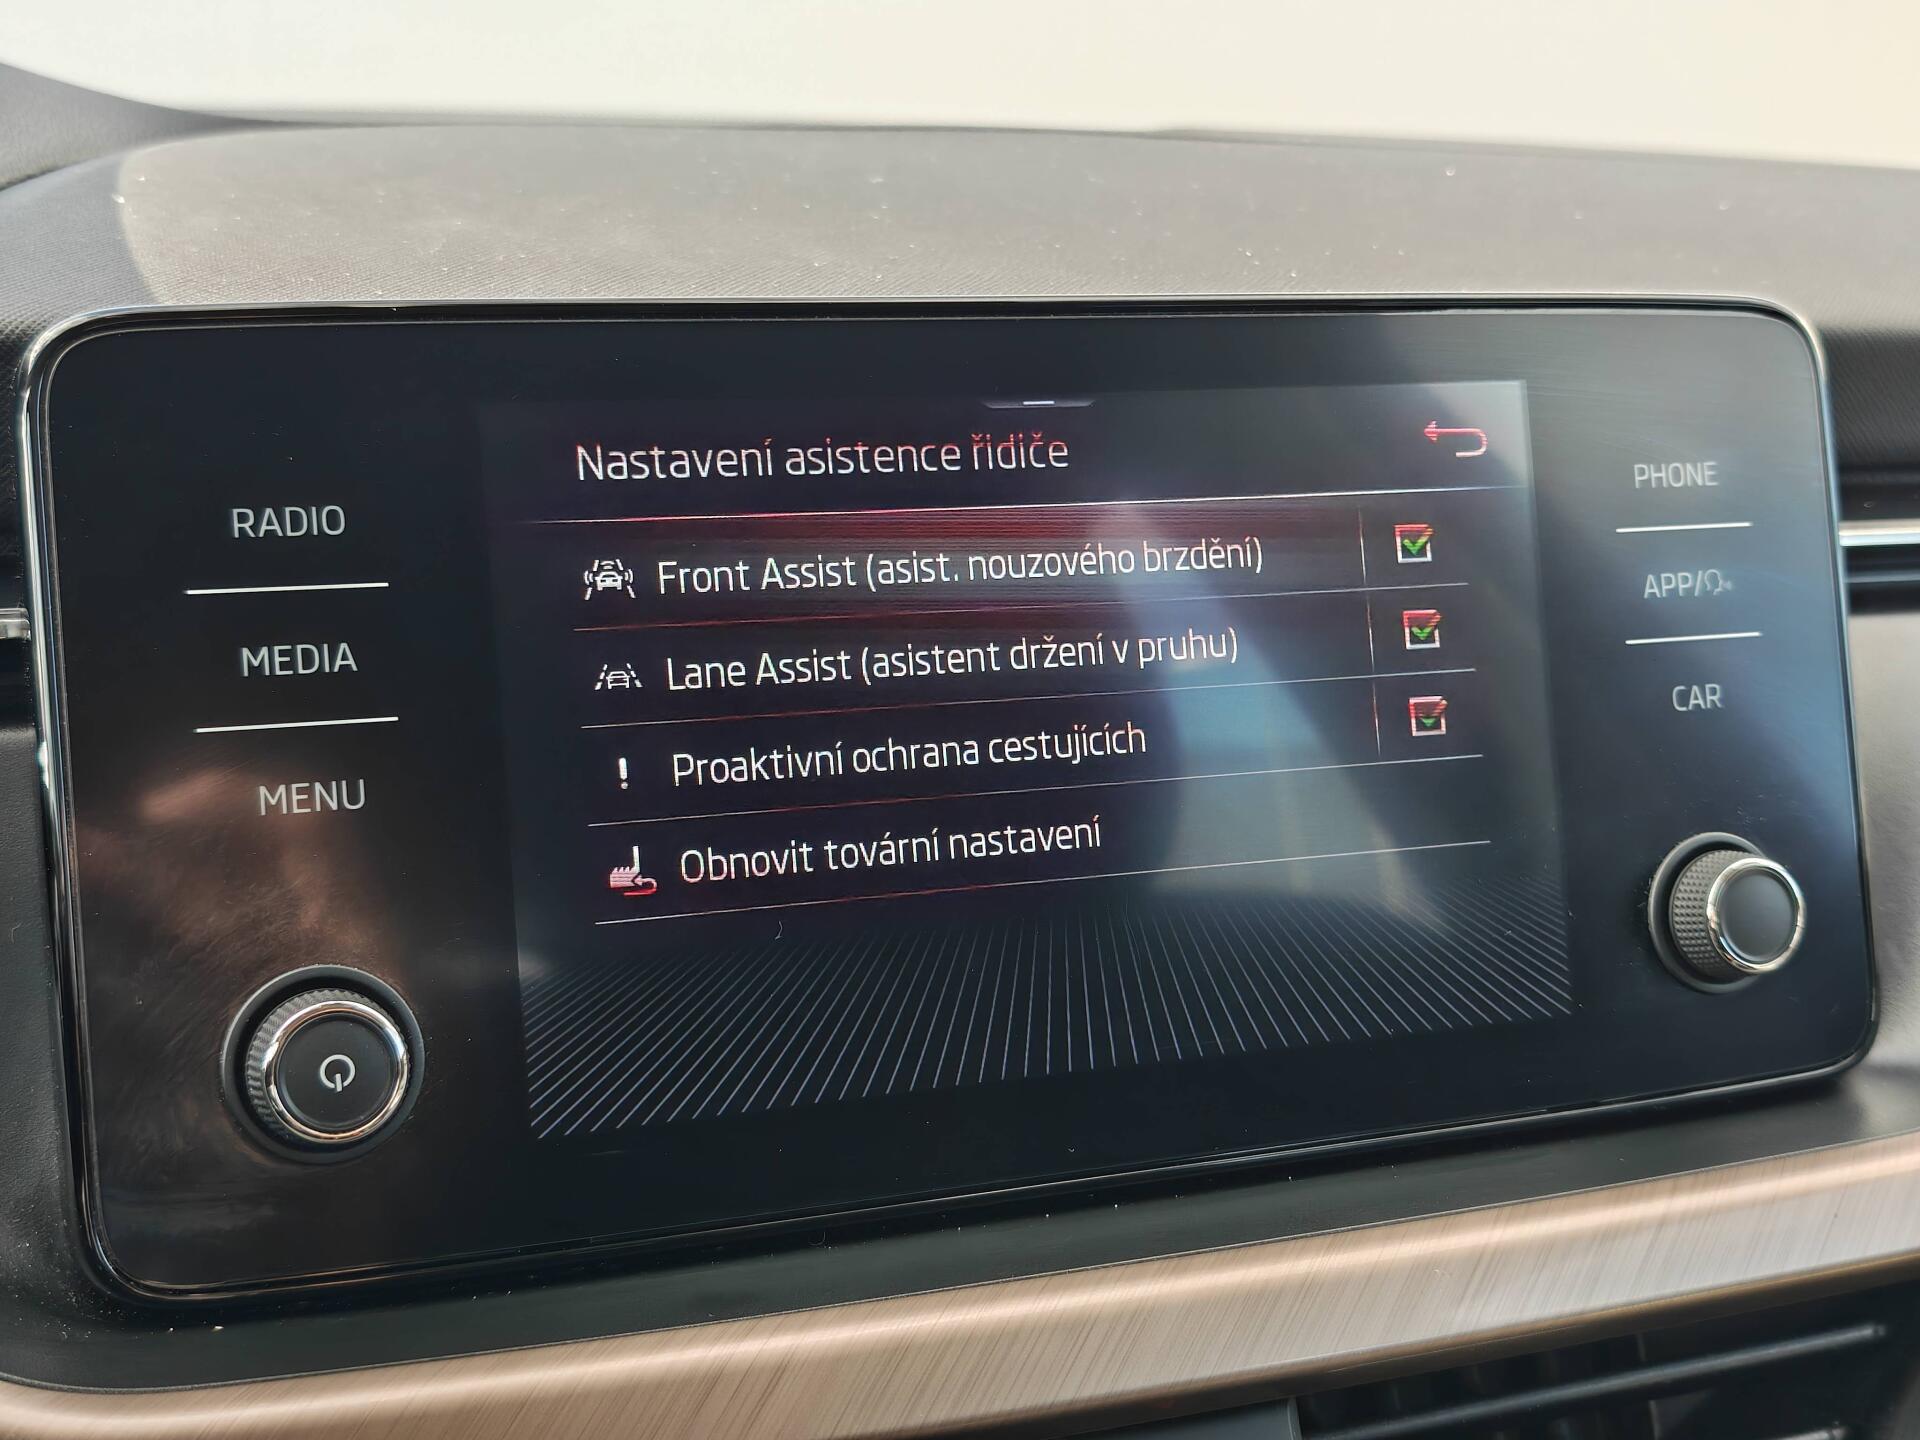 Nastavení asistence řidiče
Front Assist (asist. nouzového brzdění)
Lane Assist (asistent držení v pruhu)
Proaktivní ochrana cestujících
Obnovit tovární nastavení
RADIO
MEDIA
MENU
PHONE
APP/
CAR